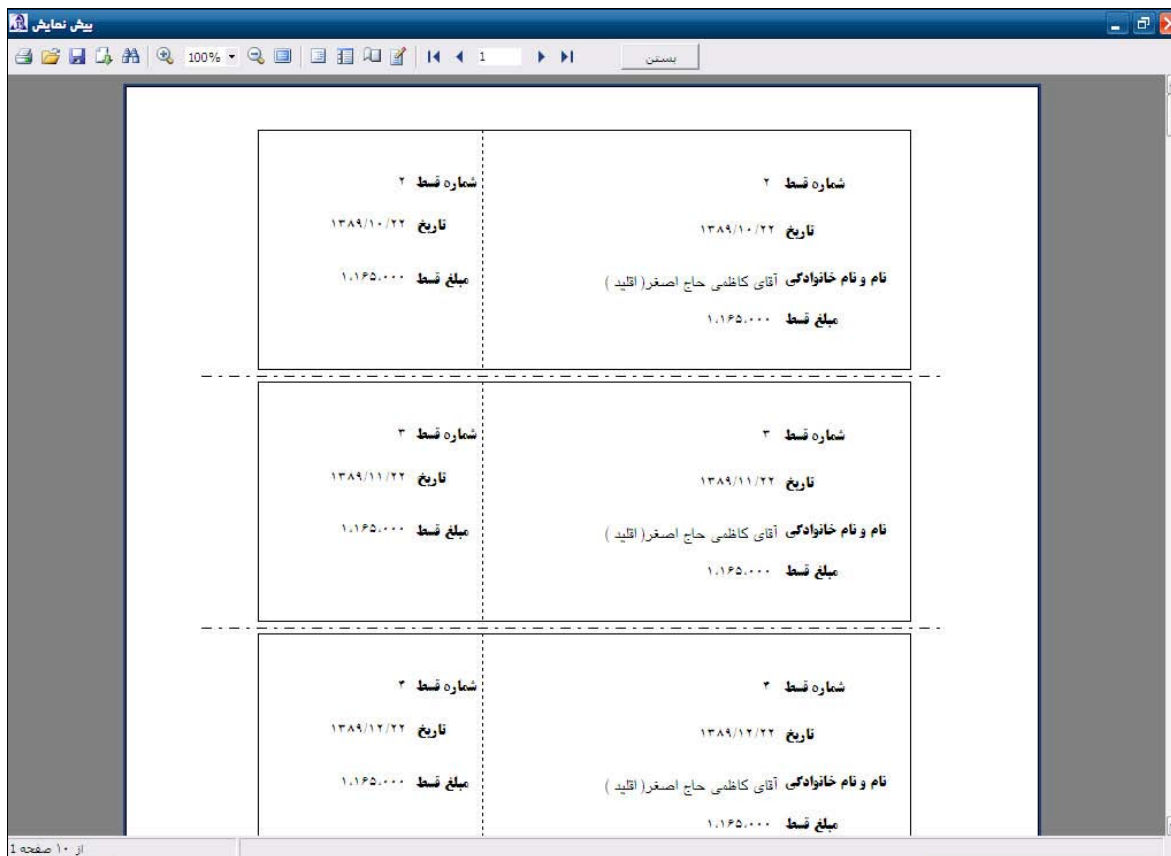 پیش نمایش
100%
1
بستن
شماره قسط ۲
تاریخ ۱۳۸۹/۱۰/۲۲
نام و نام خانوادگی آقای کاظمی حاج اصغر( اقلید )
مبلغ قسط ۱،۱۶۵،۰۰۰
شماره قسط ۲
تاریخ ۱۳۸۹/۱۰/۲۲
مبلغ قسط ۱،۱۶۵،۰۰۰
شماره قسط ۳
تاریخ ۱۳۸۹/۱۱/۲۲
نام و نام خانوادگی آقای کاظمی حاج اصغر( اقلید )
مبلغ قسط ۱،۱۶۵،۰۰۰
شماره قسط ۳
تاریخ ۱۳۸۹/۱۱/۲۲
مبلغ قسط ۱،۱۶۵،۰۰۰
شماره قسط ۴
تاریخ ۱۳۸۹/۱۲/۲۲
نام و نام خانوادگی آقای کاظمی حاج اصغر( اقلید )
مبلغ قسط ۱،۱۶۵،۰۰۰
شماره قسط ۴
تاریخ ۱۳۸۹/۱۲/۲۲
مبلغ قسط ۱،۱۶۵،۰۰۰
از ۱۰ صفحه 1